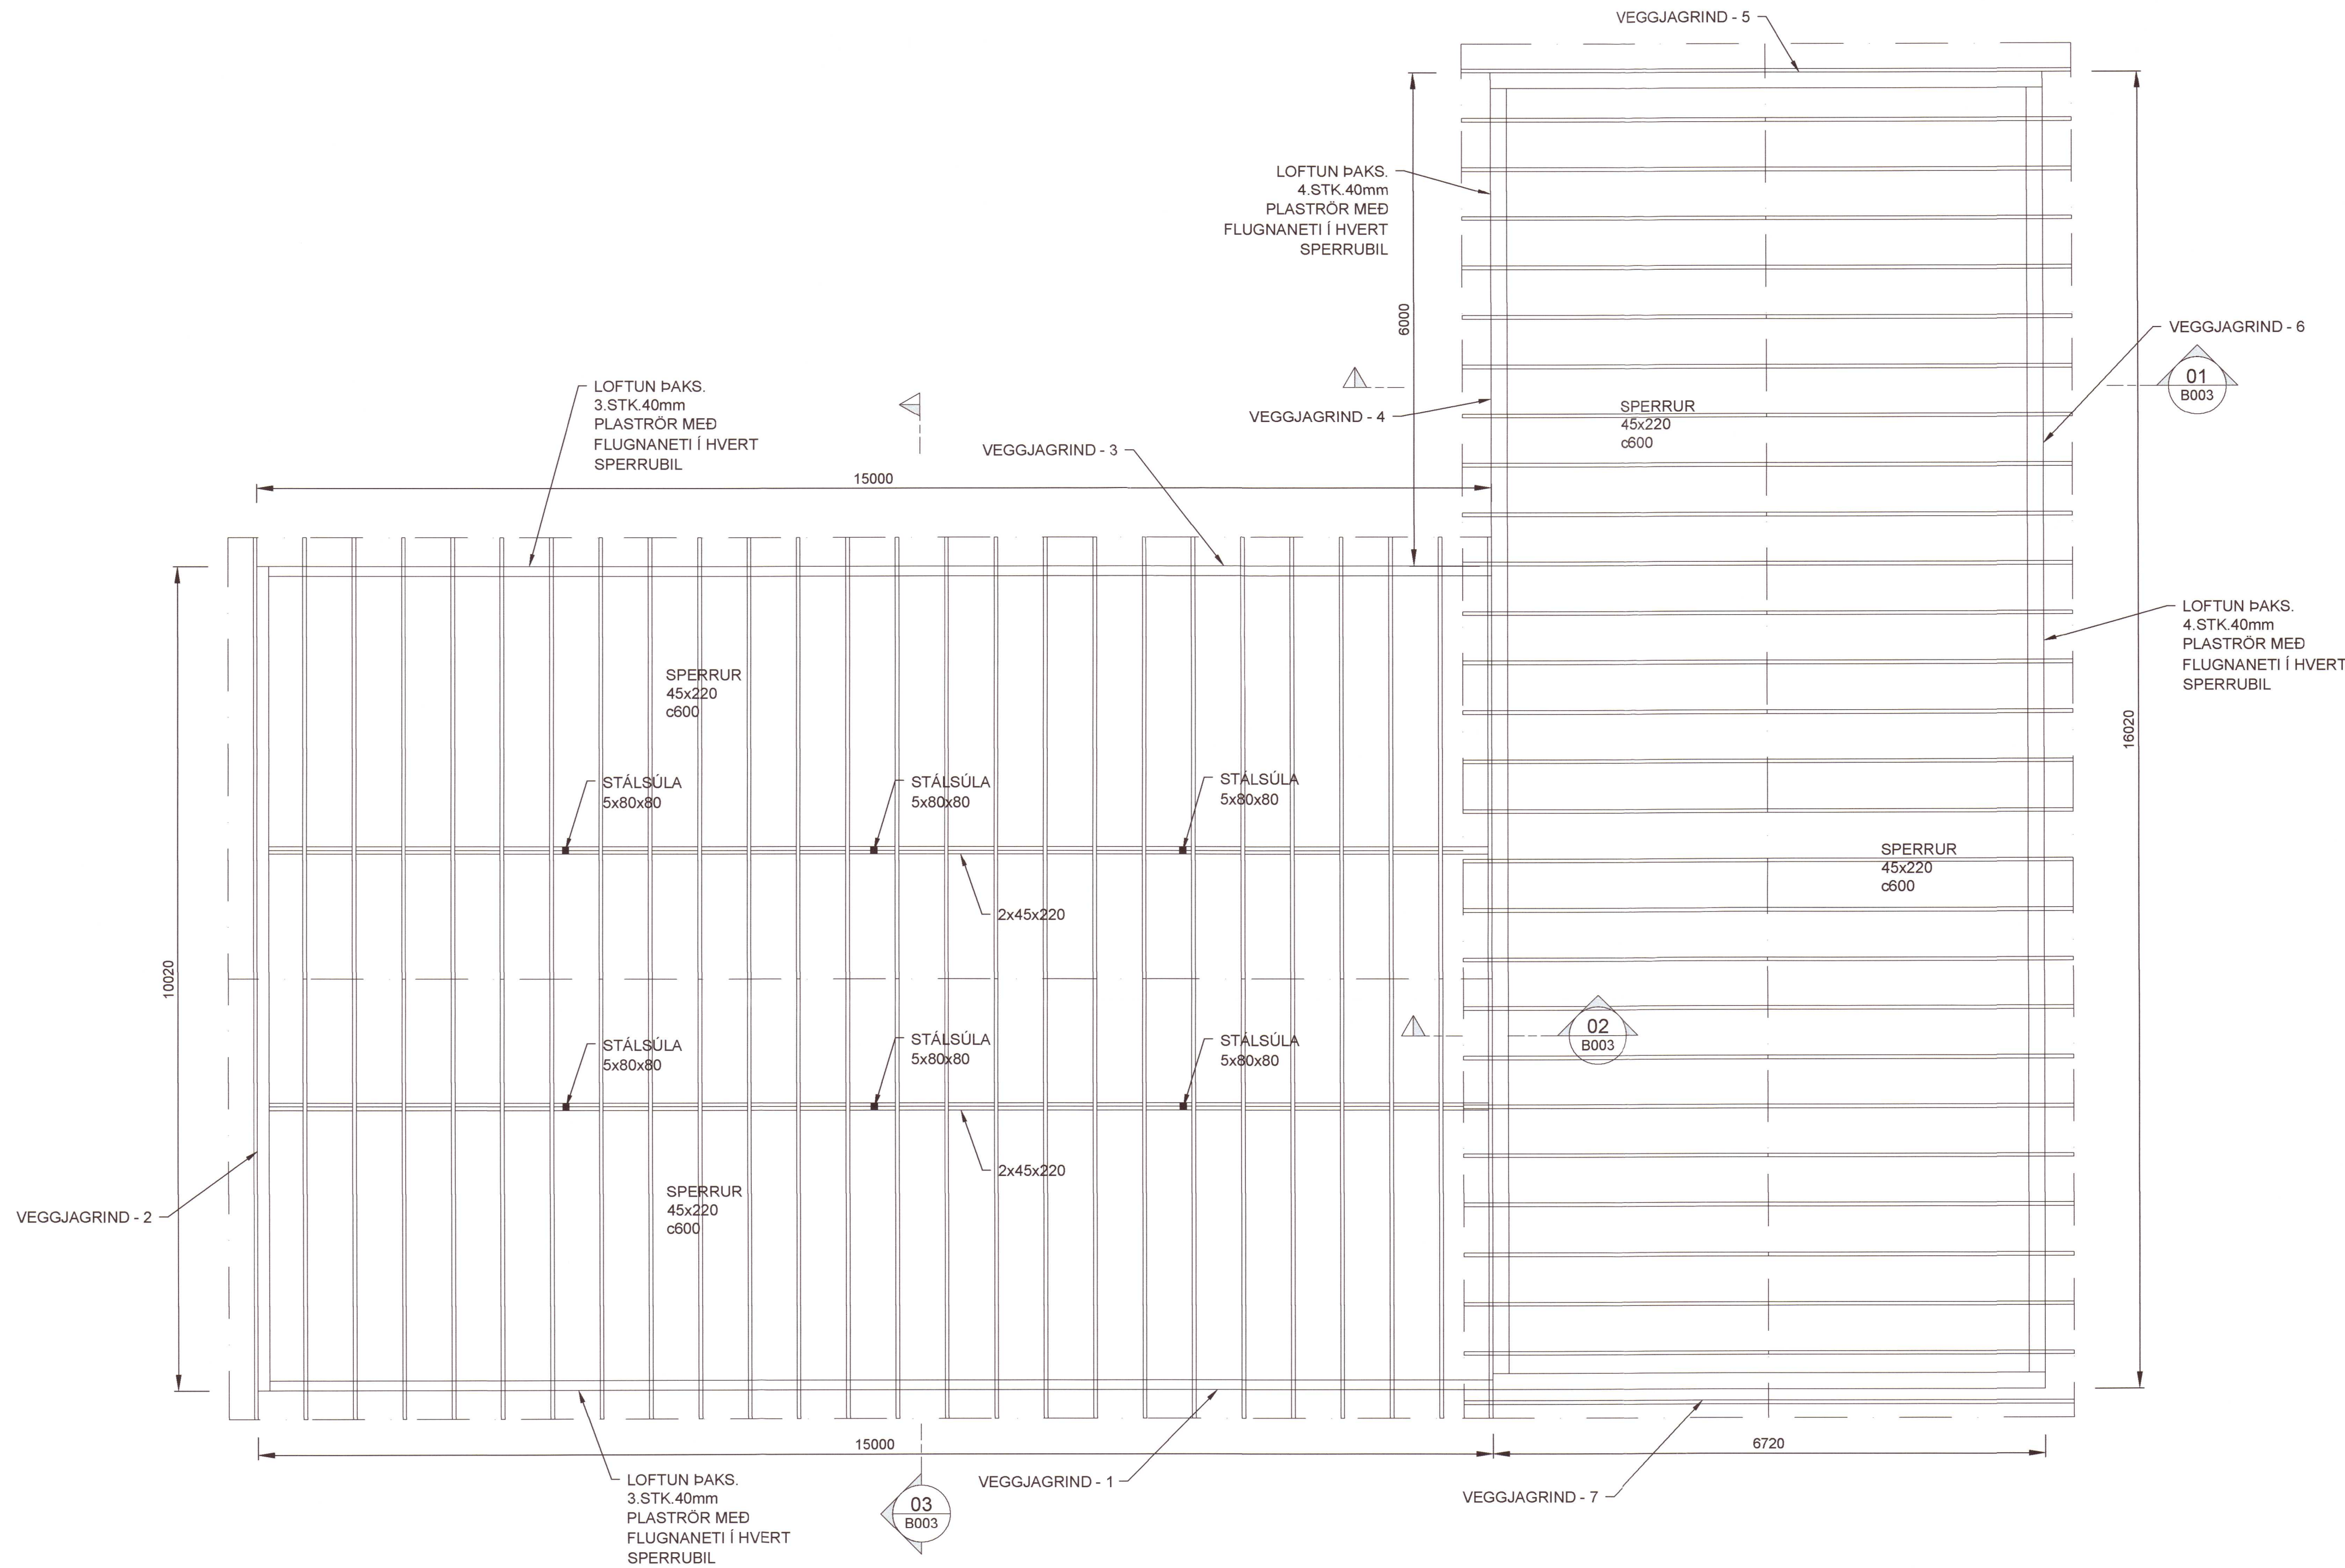 VEGGJAGRIND - 5
LOFTUN ÞAKS.
4.STK.40mm
PLASTRÖR MEÐ
FLUGNANETI Í HVERT
SPERRUBIL
6000
VEGGJAGRIND - 6
01
B003
LOFTUN ÞAKS.
3.STK.40mm
PLASTRÖR MEÐ
FLUGNANETI Í HVERT
SPERRUBIL
VEGGJAGRIND - 4
SPERRUR
45x220
c600
VEGGJAGRIND - 3
15000
LOFTUN ÞAKS.
4.STK.40mm
PLASTRÖR MEÐ
FLUGNANETI Í HVERT
SPERRUBIL
16020
SPERRUR
45x220
c600
STÁLSÚLA
5x80x80
STÁLSÚLA
5x80x80
STÁLSÚLA
5x80x80
SPERRUR
45x220
c600
2x45x220
10020
02
B003
STÁLSÚLA
5x80x80
STÁLSÚLA
5x80x80
STÁLSÚLA
5x80x80
2x45x220
SPERRUR
45x220
c600
VEGGJAGRIND - 2
15000
6720
LOFTUN ÞAKS.
3.STK.40mm
PLASTRÖR MEÐ
FLUGNANETI Í HVERT
SPERRUBIL
03
B003
VEGGJAGRIND - 1
VEGGJAGRIND - 7